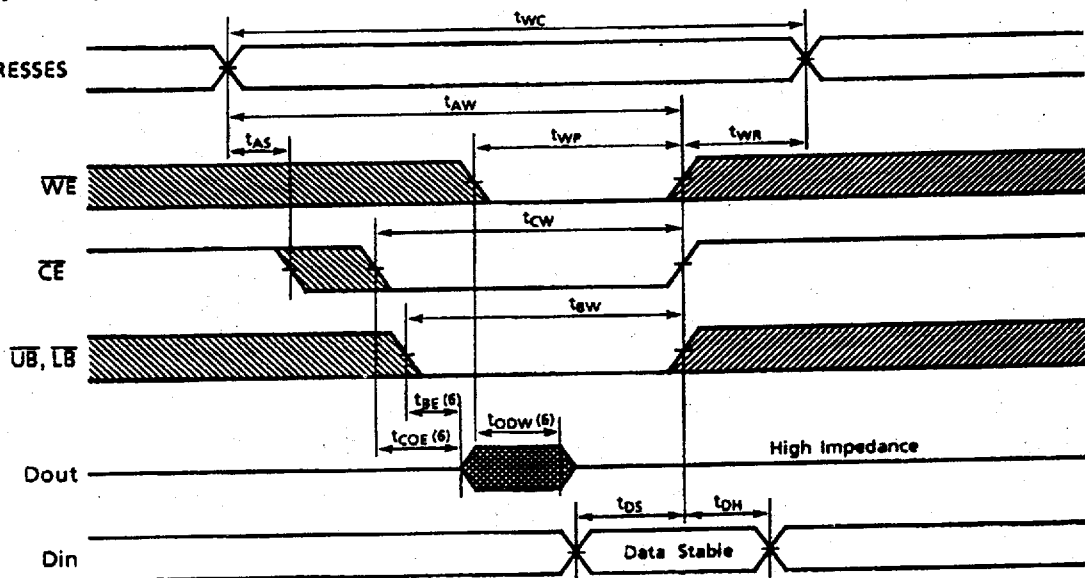 tWC
RESSES
tAW
tAS
tWP
tWR
WE
tCW
CE
tBW
UB, LB
tBE (6)
tODW (6)
tCOE (6)
High Impedance
Dout
tDS
tDH
Data Stable
Din